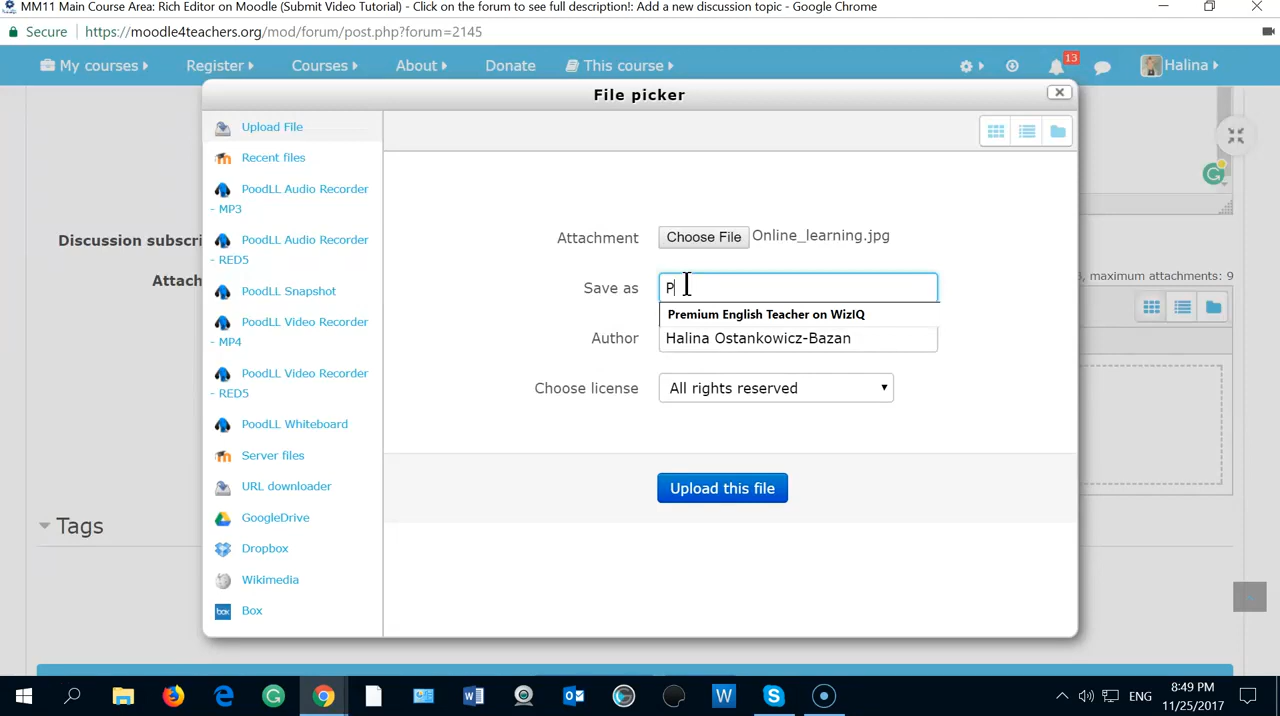 MM11 Main Course Area: Rich Editor on Moodle (Submit Video Tutorial) - Click on the forum to see full description!: Add a new discussion topic - Google Chrome
Secure https://moodle4teachers.org/mod/forum/post.php?forum=2145
My courses Register Courses About Donate This course 13 Halina
File picker
Upload File
Recent files
PoodLL Audio Recorder
- MP3
PoodLL Audio Recorder
- RED5
PoodLL Snapshot
PoodLL Video Recorder
- MP4
PoodLL Video Recorder
- RED5
PoodLL Whiteboard
Server files
URL downloader
GoogleDrive
Dropbox
Wikimedia
box Box
Attachment Choose File Online_learning.jpg
Save as P
Premium English Teacher on WizIQ
Author Halina Ostankowicz-Bazan
Choose license All rights reserved
Upload this file
Discussion subscri
Attach
, maximum attachments: 9
Tags
ENG
8:49 PM
11/25/2017